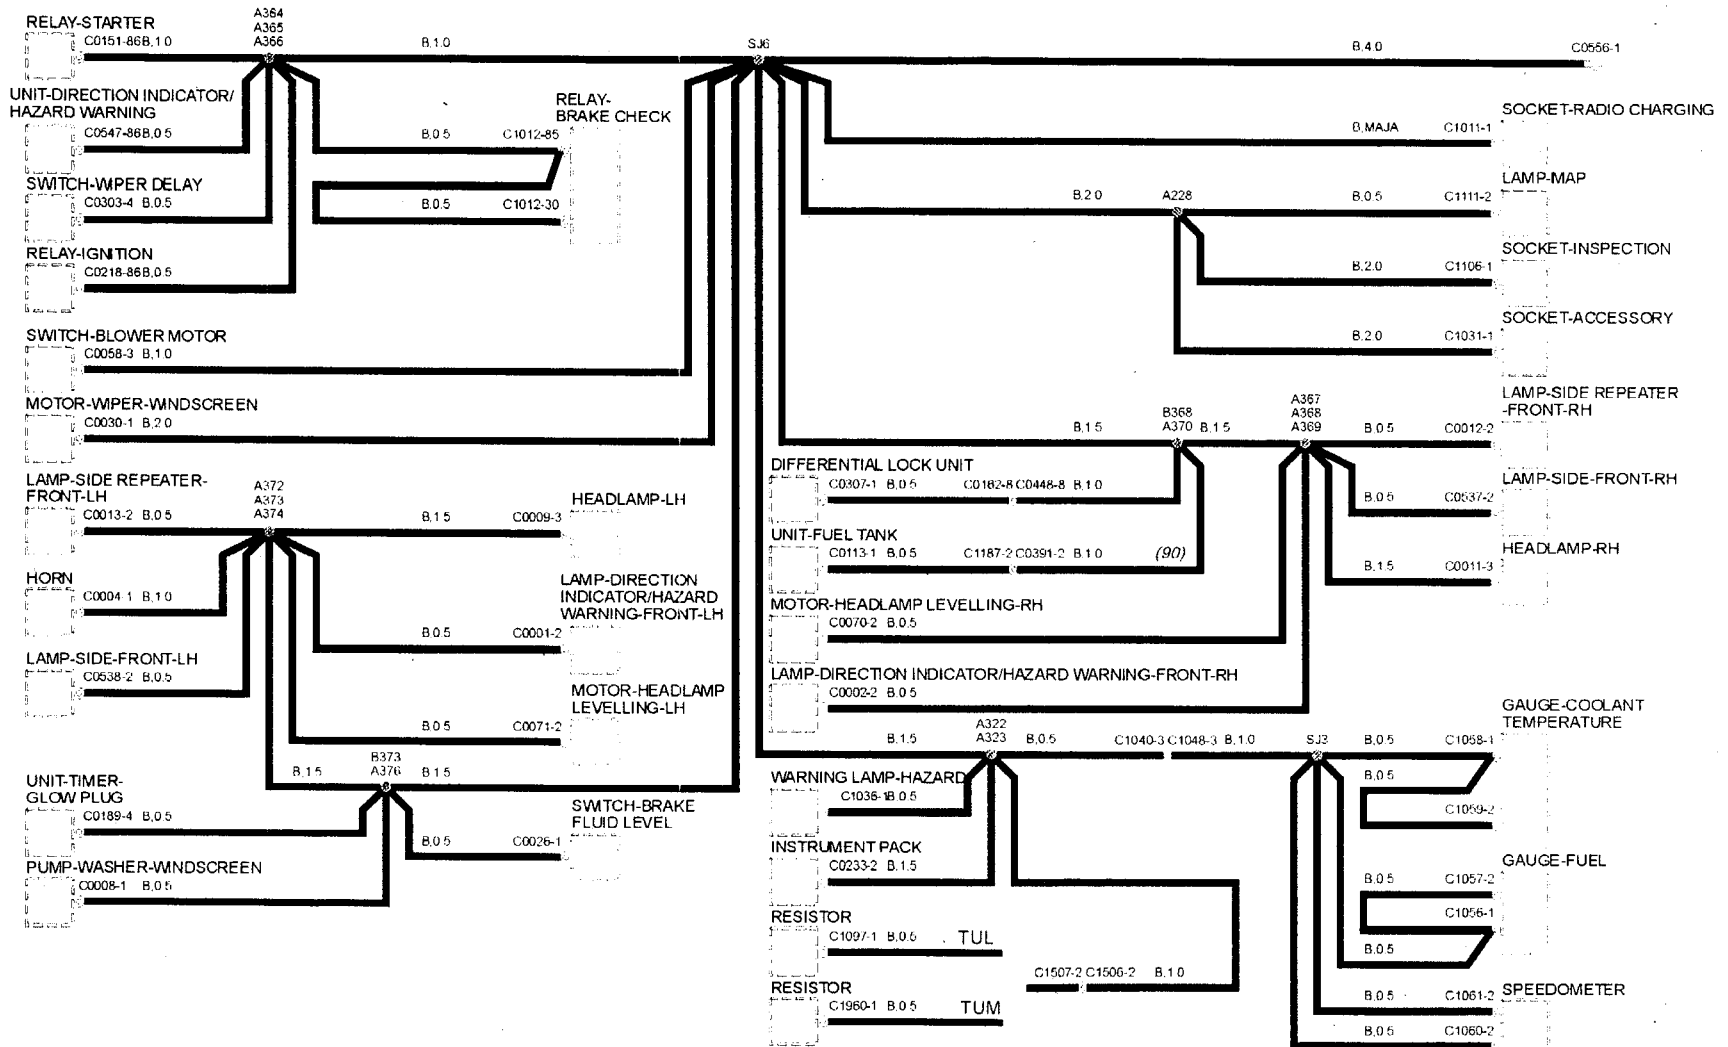 RELAY-STARTER
C0151-86B,1.0
A364
A365
A366
B,1.0
SJ6
B,4.0
C0556-1
UNIT-DIRECTION INDICATOR/
HAZARD WARNING
C0547-86B,0.5
B,0.5
C1012-85
RELAY-
BRAKE CHECK
SWITCH-WIPER DELAY
C0303-4 B,0.5
B,0.5
C1012-30
RELAY-IGNITION
C0218-86B,0.5
SWITCH-BLOWER MOTOR
C0058-3 B,1.0
MOTOR-WIPER-WINDSCREEN
C0030-1 B,2.0
LAMP-SIDE REPEATER-
FRONT-LH
C0013-2 B,0.5
A372
A373
A374
B,1.5
C0009-3
HEADLAMP-LH
HORN
C0004-1 B,1.0
B,0.5
C0001-2
LAMP-DIRECTION
INDICATOR/HAZARD
WARNING-FRONT-LH
LAMP-SIDE-FRONT-LH
C0538-2 B,0.5
B,0.5
C0071-2
MOTOR-HEADLAMP
LEVELLING-LH
B,1.5
B373
A376
B,1.5
UNIT-TIMER-
GLOW PLUG
C0189-4 B,0.5
B,0.5
C0026-1
SWITCH-BRAKE
FLUID LEVEL
PUMP-WASHER-WINDSCREEN
C0008-1 B,0.5
B,MAJA
C1011-1
SOCKET-RADIO CHARGING
B,2.0
A228
B,0.5
C1111-2
LAMP-MAP
B,2.0
C1106-1
SOCKET-INSPECTION
B,2.0
C1031-1
SOCKET-ACCESSORY
B,1.5
B368
A370
B,1.5
A367
A368
A369
B,0.5
C0012-2
LAMP-SIDE REPEATER
-FRONT-RH
DIFFERENTIAL LOCK UNIT
C0307-1 B,0.5
C0182-8 C0448-8 B,1.0
B,0.5
C0537-2
LAMP-SIDE-FRONT-RH
UNIT-FUEL TANK
C0113-1 B,0.5
C1187-2 C0391-2 B,1.0
(90)
B,1.5
C0011-3
HEADLAMP-RH
MOTOR-HEADLAMP LEVELLING-RH
C0070-2 B,0.5
LAMP-DIRECTION INDICATOR/HAZARD WARNING-FRONT-RH
C0002-2 B,0.5
B,1.5
A322
A323
B,0.5
C1040-3 C1048-3 B,1.0
SJ3
B,0.5
C1058-1
GAUGE-COOLANT
TEMPERATURE
B,0.5
C1059-2
WARNING LAMP-HAZARD
C1036-1B,0.5
INSTRUMENT PACK
C0233-2 B,1.5
B,0.5
C1057-2
GAUGE-FUEL
C1056-1
B,0.5
RESISTOR
C1097-1 B,0.5
TUL
C1507-2 C1506-2 B,1.0
RESISTOR
C1960-1 B,0.5
TUM
B,0.5
C1061-2
SPEEDOMETER
B,0.5
C1060-2